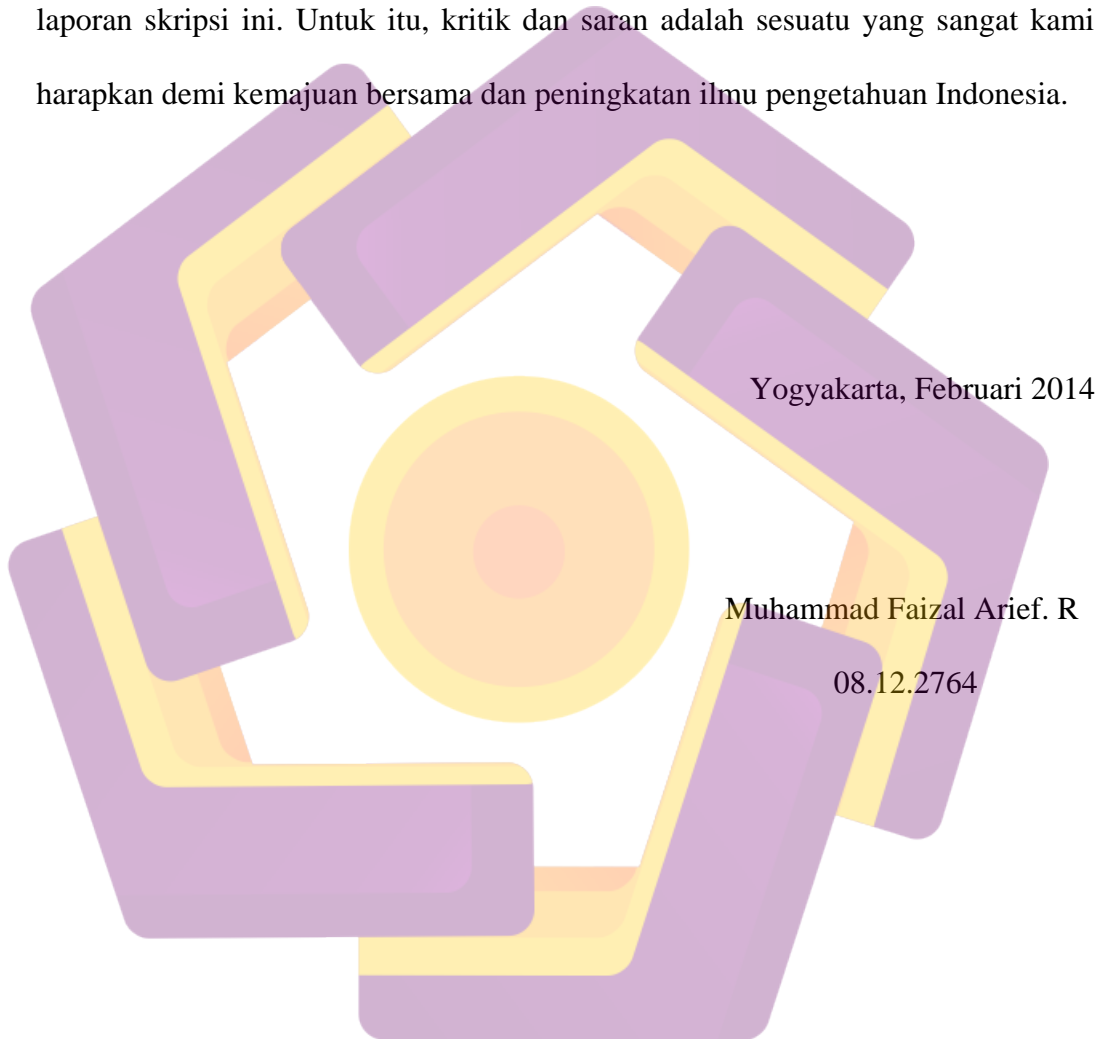 laporan skripsi ini. Untuk itu, kritik dan saran adalah sesuatu yang sangat kami
harapkan demi kemajuan bersama dan peningkatan ilmu pengetahuan Indonesia.
Yogyakarta, Februari 2014
Muhammad Faizal Arief. R
08.12.2764